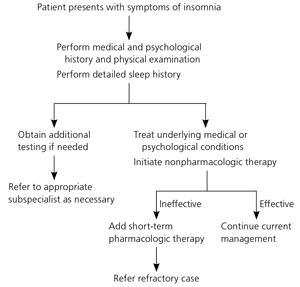 Patient presents with symptoms of insomnia
Perform medical and psychological
history and physical examination
Perform detailed sleep history
Obtain additional
testing if needed
Treat underlying medical or
psychological conditions
Initiate nonpharmacologic therapy
Refer to appropriate
subspecialist as necessary
Ineffective
Effective
Add short-term
pharmacologic therapy
Continue current
management
Refer refractory case